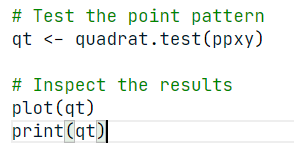 # Test the point pattern
qt <- quadrat.test(ppxy)
# Inspect the results
plot(qt)
print(qt)